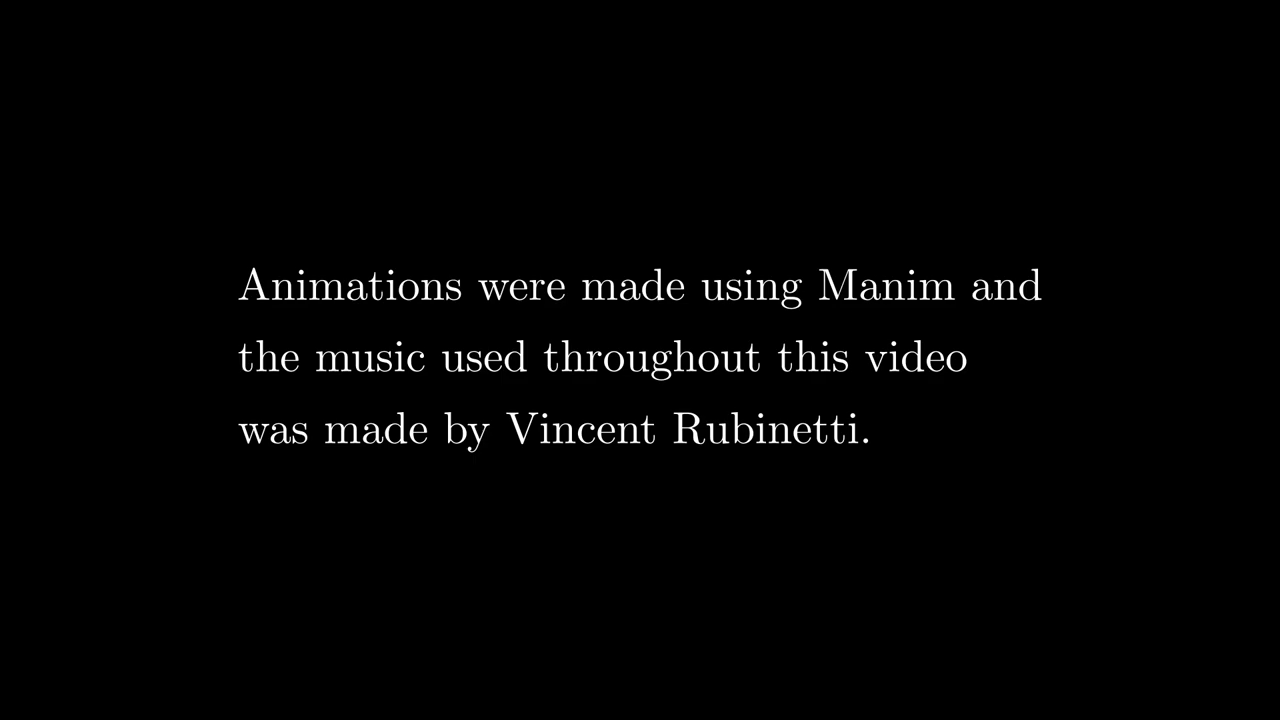 Animations were made using Manim and
the music used throughout this video
was made by Vincent Rubinetti.